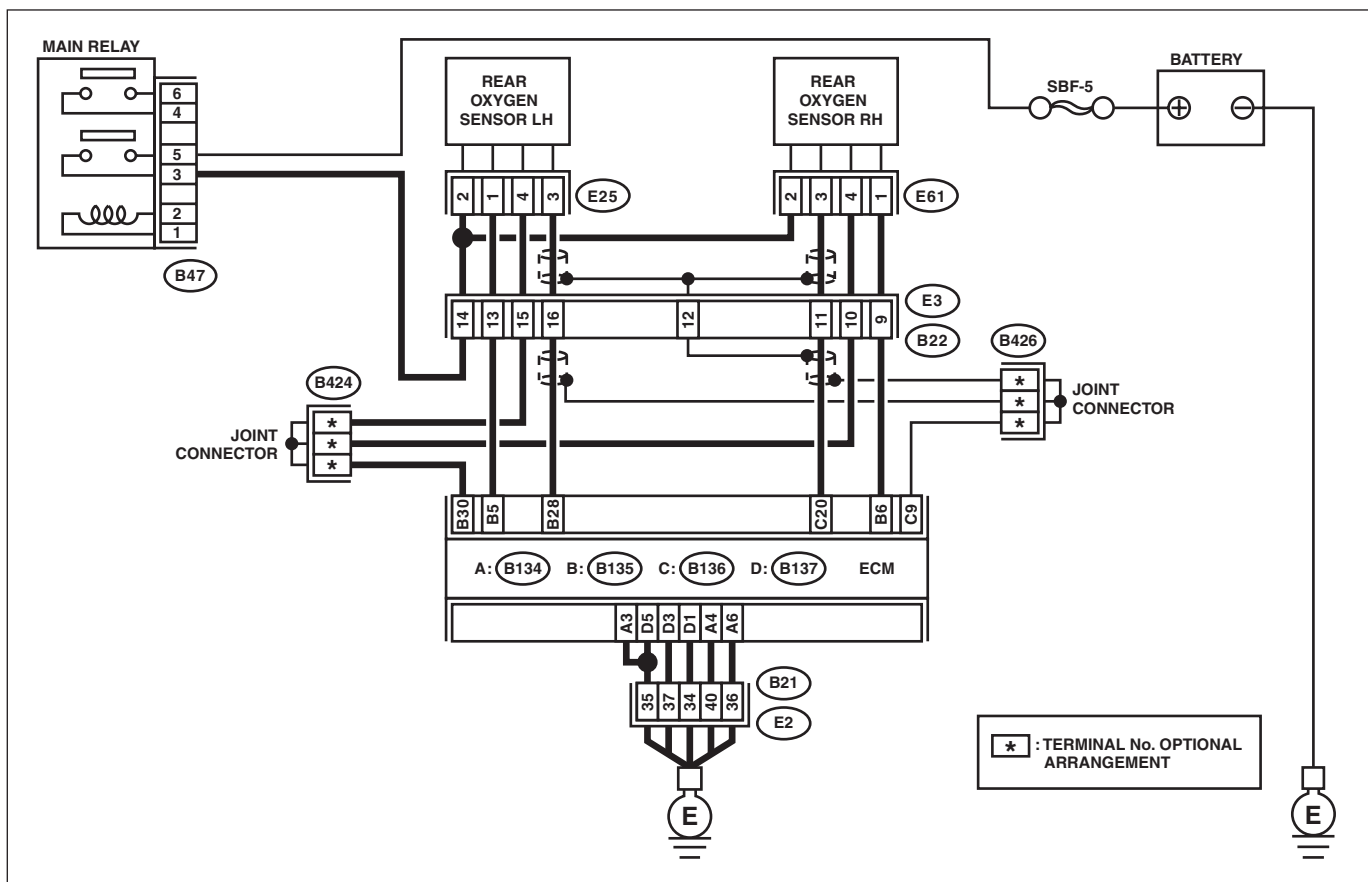 MAIN RELAY
6
4
5
3
2
1
B47
REAR
OXYGEN
SENSOR LH
REAR
OXYGEN
SENSOR RH
SBF-5
BATTERY
2 1 4 3
E25
2 3 4 1
E61
14 13 15 16 12 11 10 9
E3
B22
B424
*
*
*
JOINT
CONNECTOR
B426
*
*
*
JOINT
CONNECTOR
B30 B5 B28 C20 B6 C9
A: B134 B: B135 C: B136 D: B137 ECM
A3 D5 D3 D1 A4 A6
35 37 34 40 36
B21
E2
E
* : TERMINAL No. OPTIONAL
ARRANGEMENT
E